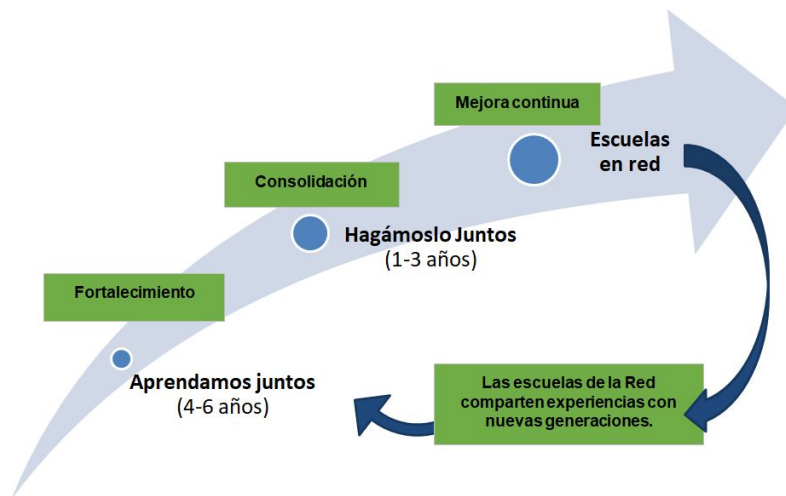 Mejora continua
Escuelas
en red
Consolidación
Hagámoslo Juntos
(1-3 años)
Fortalecimiento
Aprendamos juntos
(4-6 años)
Las escuelas de la Red
comparten experiencias con
nuevas generaciones.